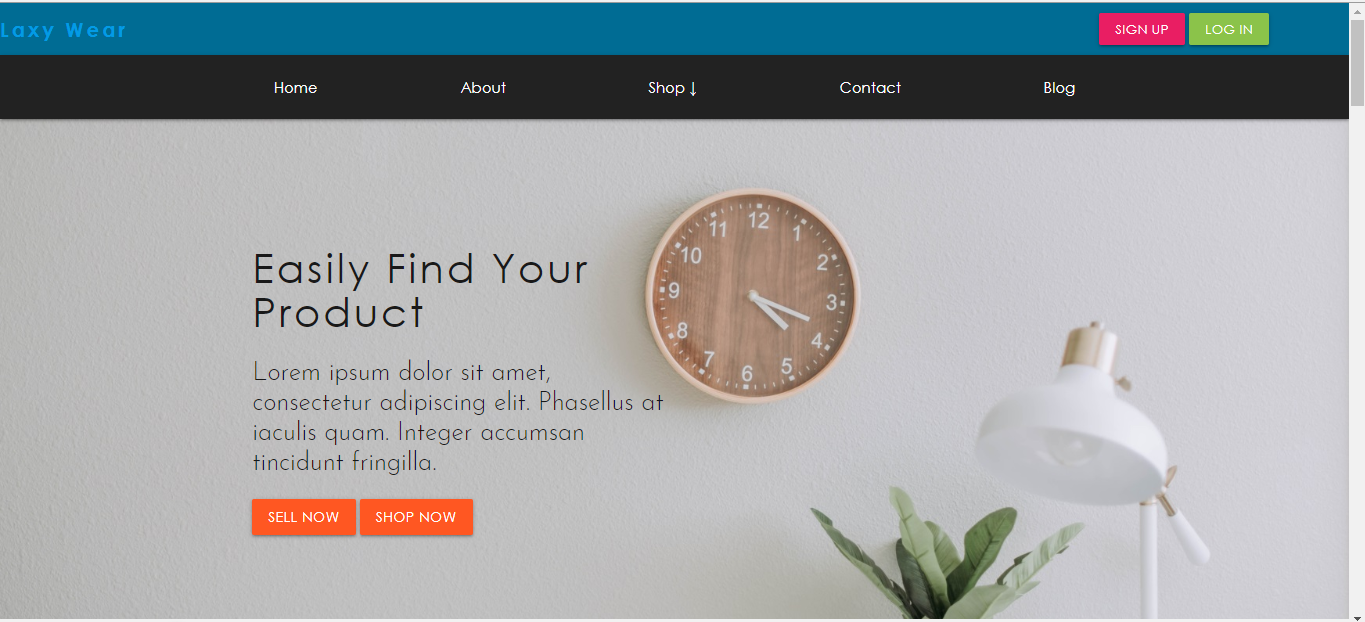 Laxy Wear
SIGN UP LOG IN
Home About Shop ↓ Contact Blog
Easily Find Your
Product
Lorem ipsum dolor sit amet,
consectetur adipiscing elit. Phasellus at
iaculis quam. Integer accumsan
tincidunt fringilla.
SELL NOW SHOP NOW
12
11 1
10 2
9 3
8 4
7 5
6